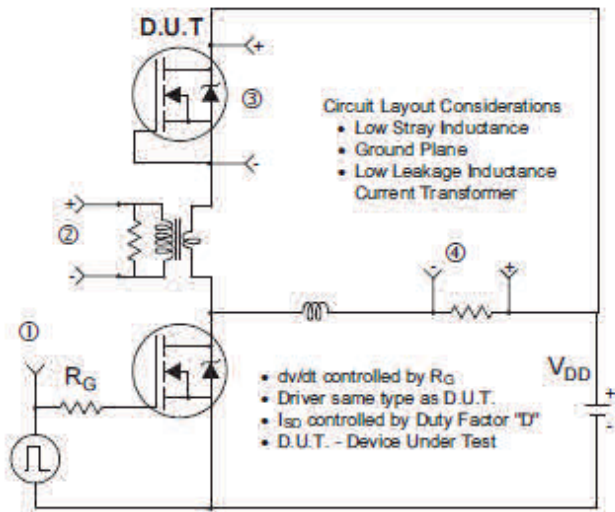 D.U.T
+
③
-
Circuit Layout Considerations
• Low Stray Inductance
• Ground Plane
• Low Leakage Inductance
Current Transformer
+
②
-
④
- +
①
RG
VDD
+
-
• dv/dt controlled by RG
• Driver same type as D.U.T.
• ISD controlled by Duty Factor "D"
• D.U.T. - Device Under Test